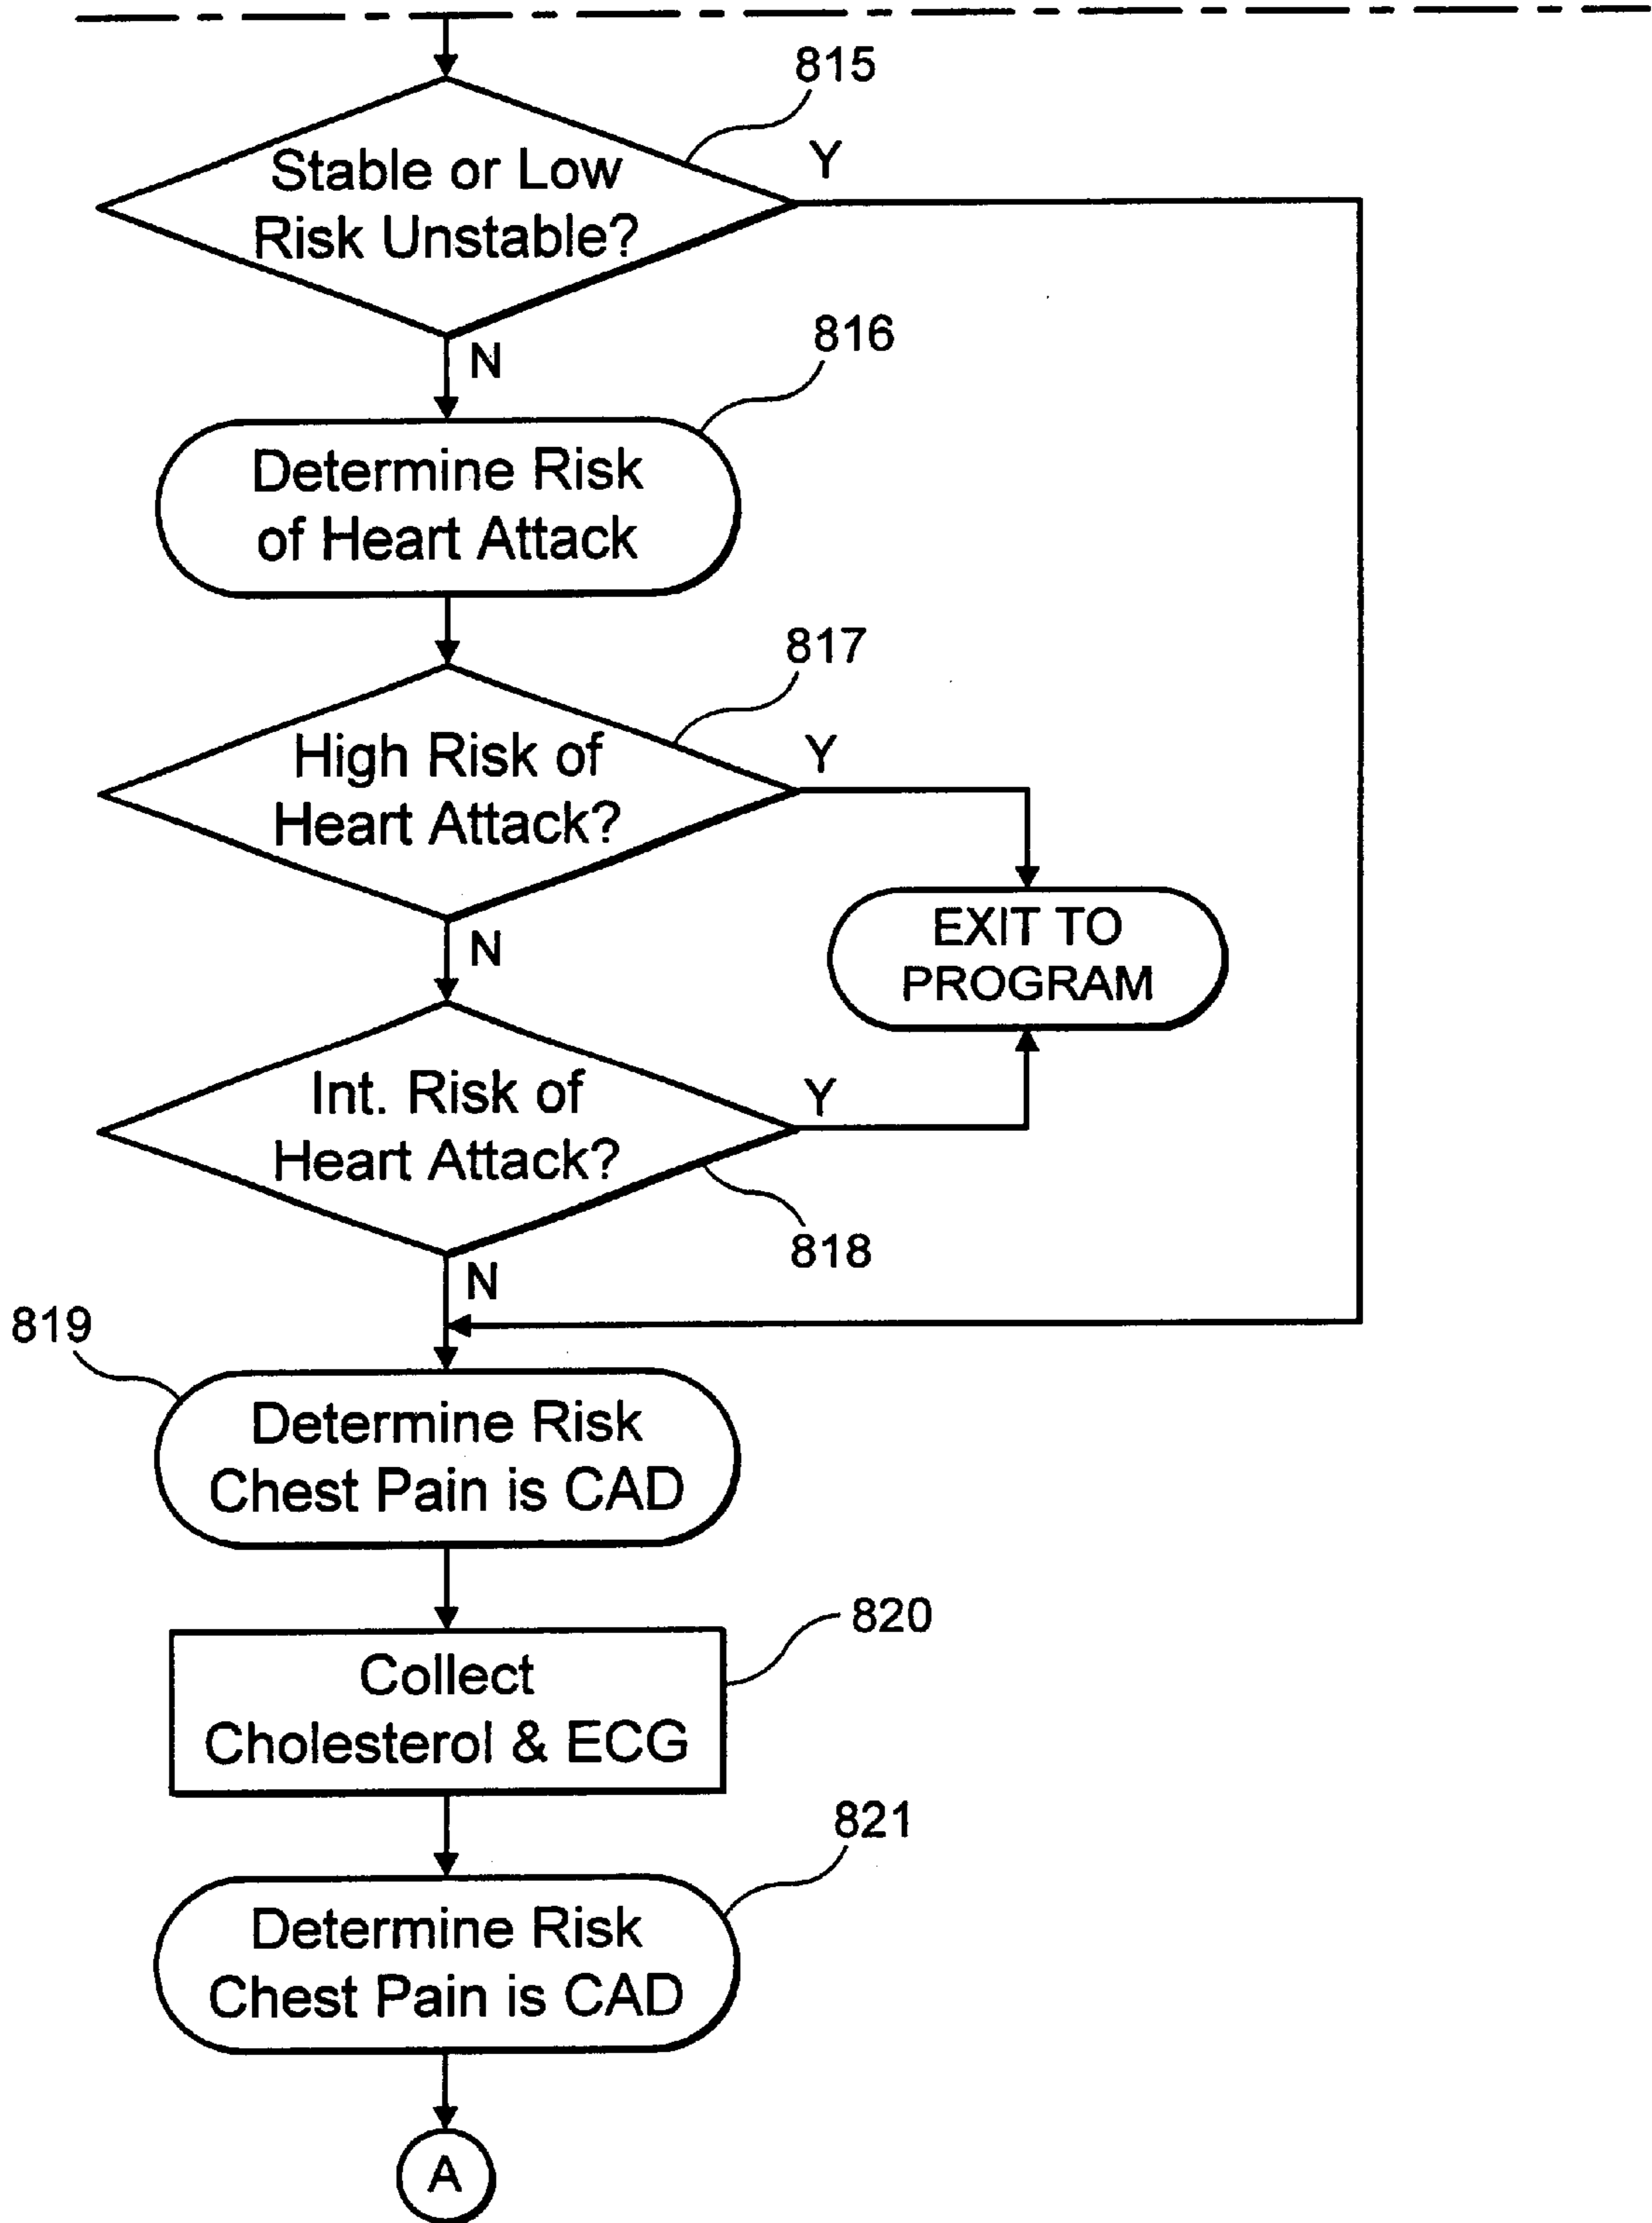 815
Y
Stable or Low
Risk Unstable?
N
816
Determine Risk
of Heart Attack
817
Y
High Risk of
Heart Attack?
N
EXIT TO
PROGRAM
Y
Int. Risk of
Heart Attack?
818
N
819
Determine Risk
Chest Pain is CAD
820
Collect
Cholesterol & ECG
821
Determine Risk
Chest Pain is CAD
A